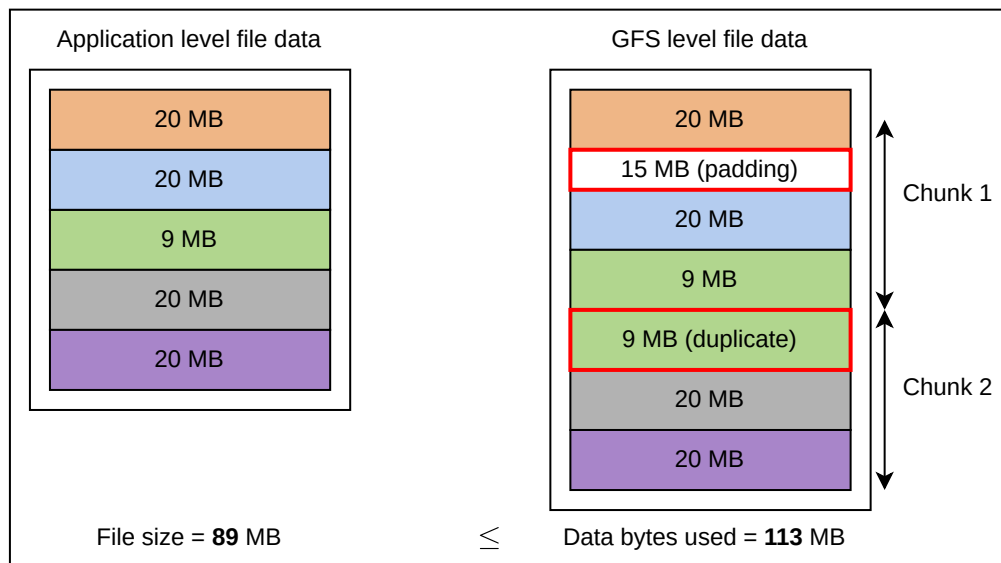 Application level file data
20 MB
20 MB
9 MB
20 MB
20 MB
File size = 89 MB
≤
GFS level file data
20 MB
15 MB (padding)
20 MB
9 MB
9 MB (duplicate)
20 MB
20 MB
Chunk 1
Chunk 2
Data bytes used = 113 MB